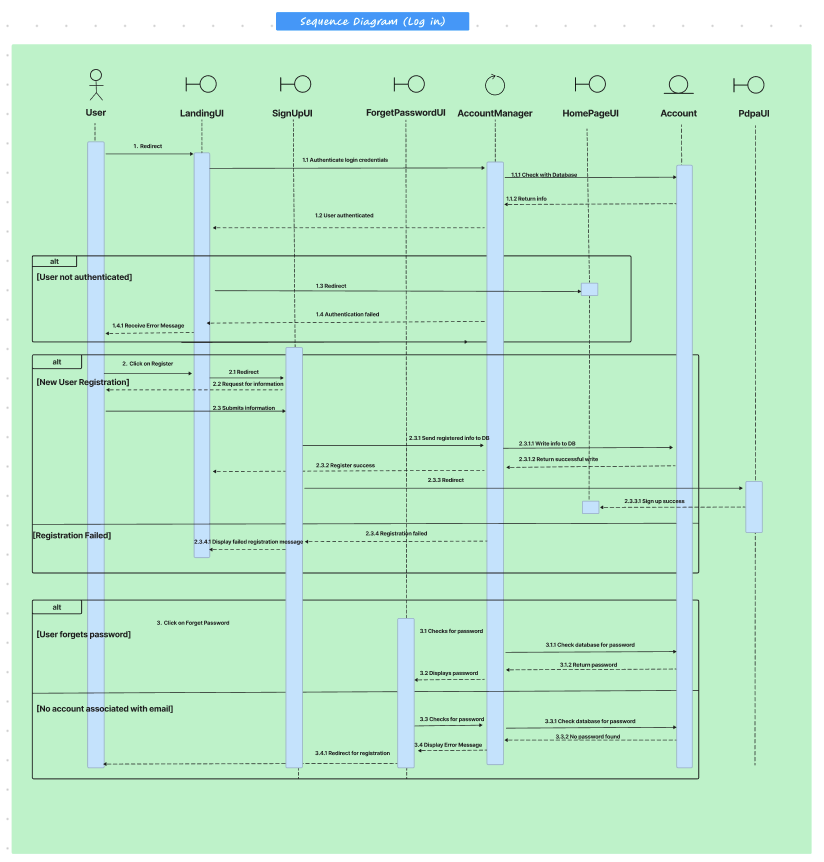 Sequence Diagram (Log in)
User
LandingUI
SignUpUI
ForgetPasswordUI
AccountManager
HomePageUI
Account
PdpaUI
1. Redirect
1.1 Authenticate login credentials
1.1.1 Check with Database
1.1.2 Return info
1.2 User authenticated
alt
[User not authenticated]
1.3 Redirect
1.4 Authentication failed
1.4.1 Receive Error Message
alt
2. Click on Register
2.1 Redirect
[New User Registration]
2.2 Request for information
2.3 Submits information
2.3.1 Send registered info to DB
2.3.1.1 Write info to DB
2.3.1.2 Return successful write
2.3.2 Register success
2.3.3 Redirect
2.3.3.1 Sign up success
[Registration Failed]
2.3.4 Registration failed
2.3.4.1 Display failed registration message
alt
3. Click on Forget Password
[User forgets password]
3.1 Checks for password
3.1.1 Check database for password
3.1.2 Return password
3.2 Displays password
[No account associated with email]
3.3 Checks for password
3.3.1 Check database for password
3.3.2 No password found
3.4 Display Error Message
3.4.1 Redirect for registration